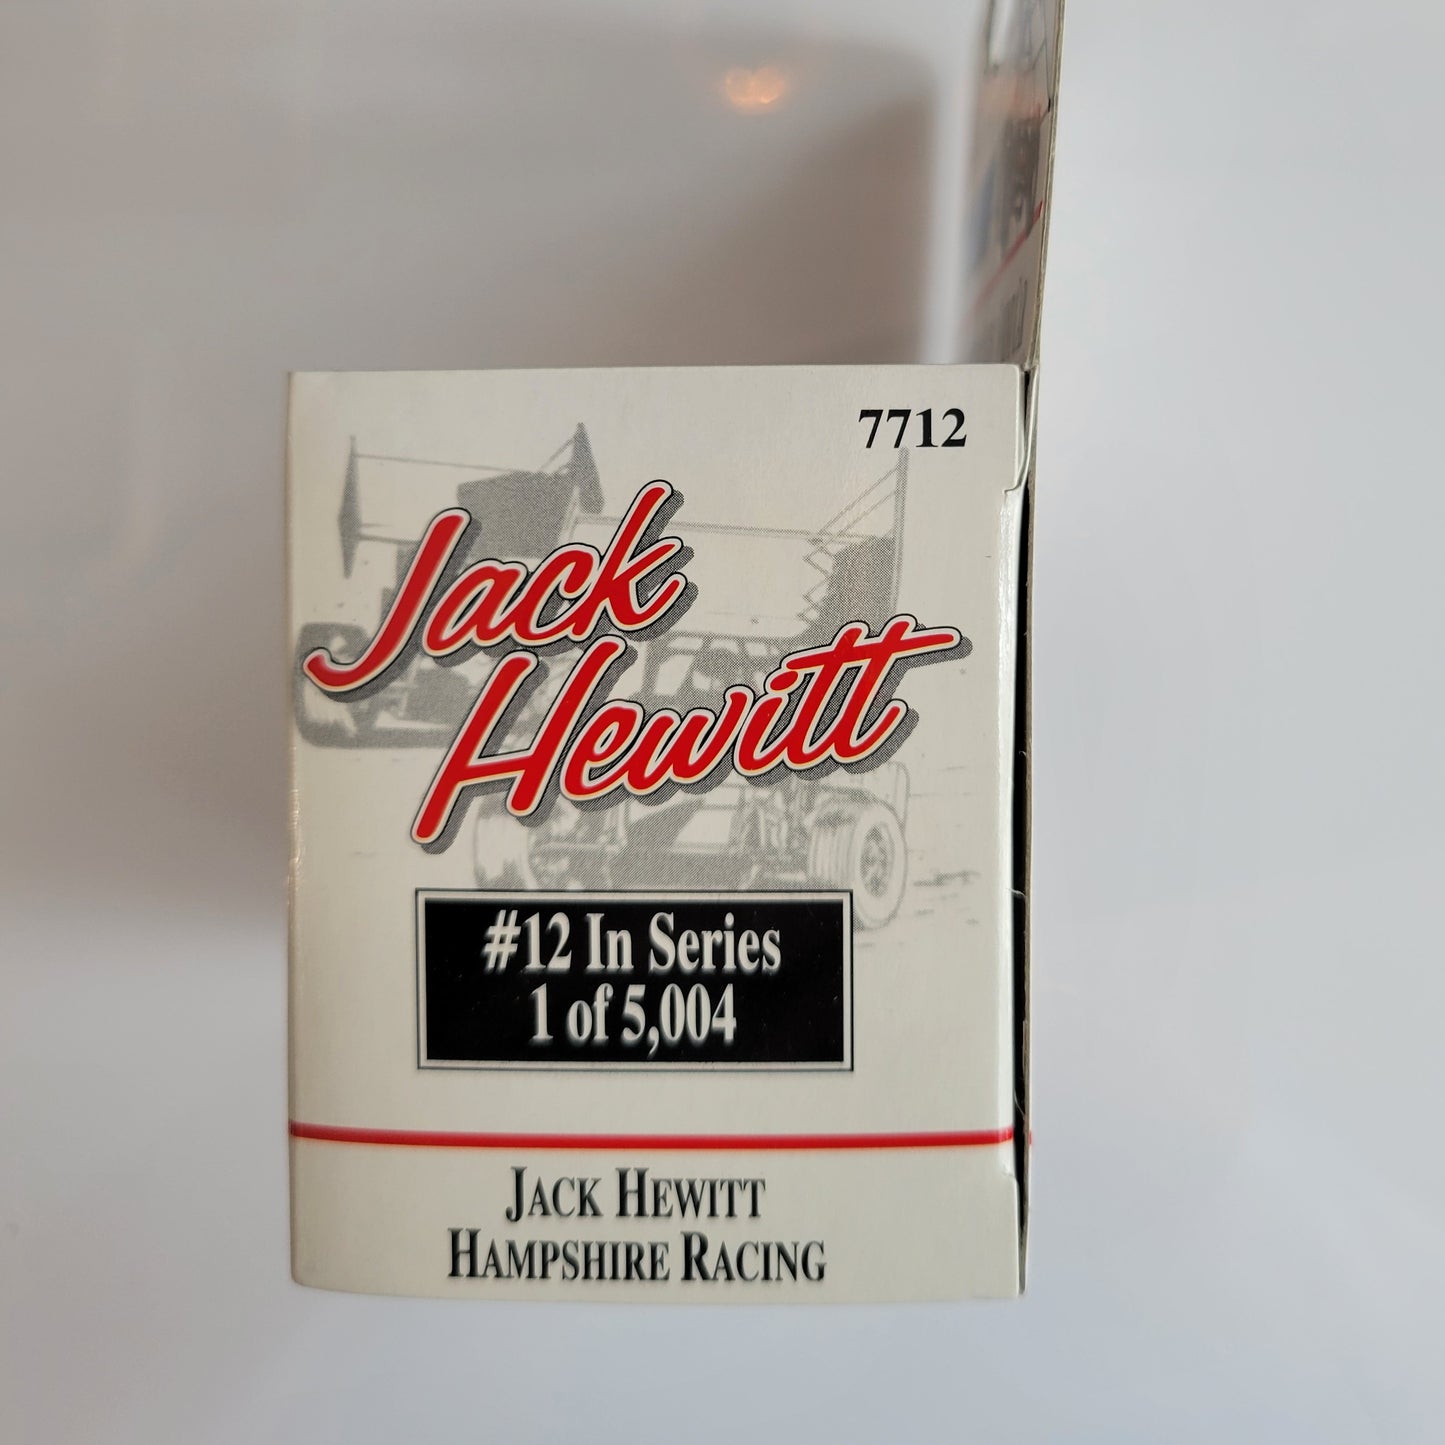 7712
Jack
Hewitt
#12 In Series
1 of 5,004
JACK HEWITT
HAMPSHIRE RACING